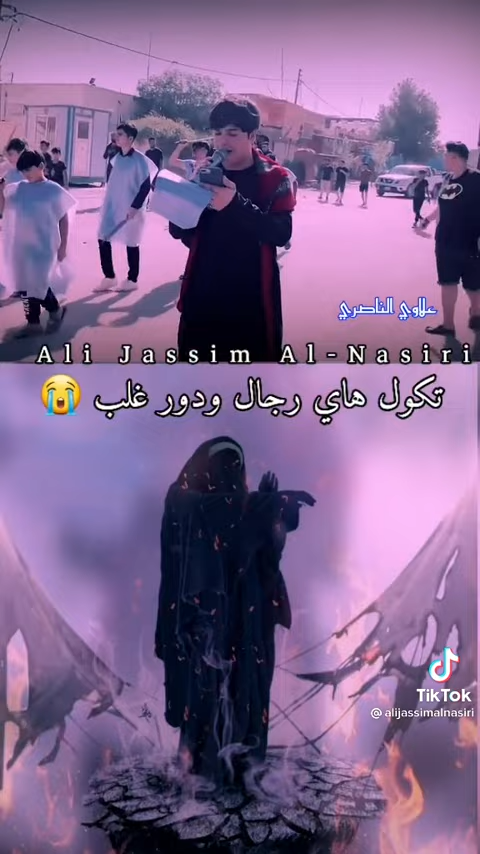 علاوي الناصري
Ali Jassim Al-Nasiri
تكول هاي رجال ودور غلب 😭
TikTok
@alijassimalnasiri